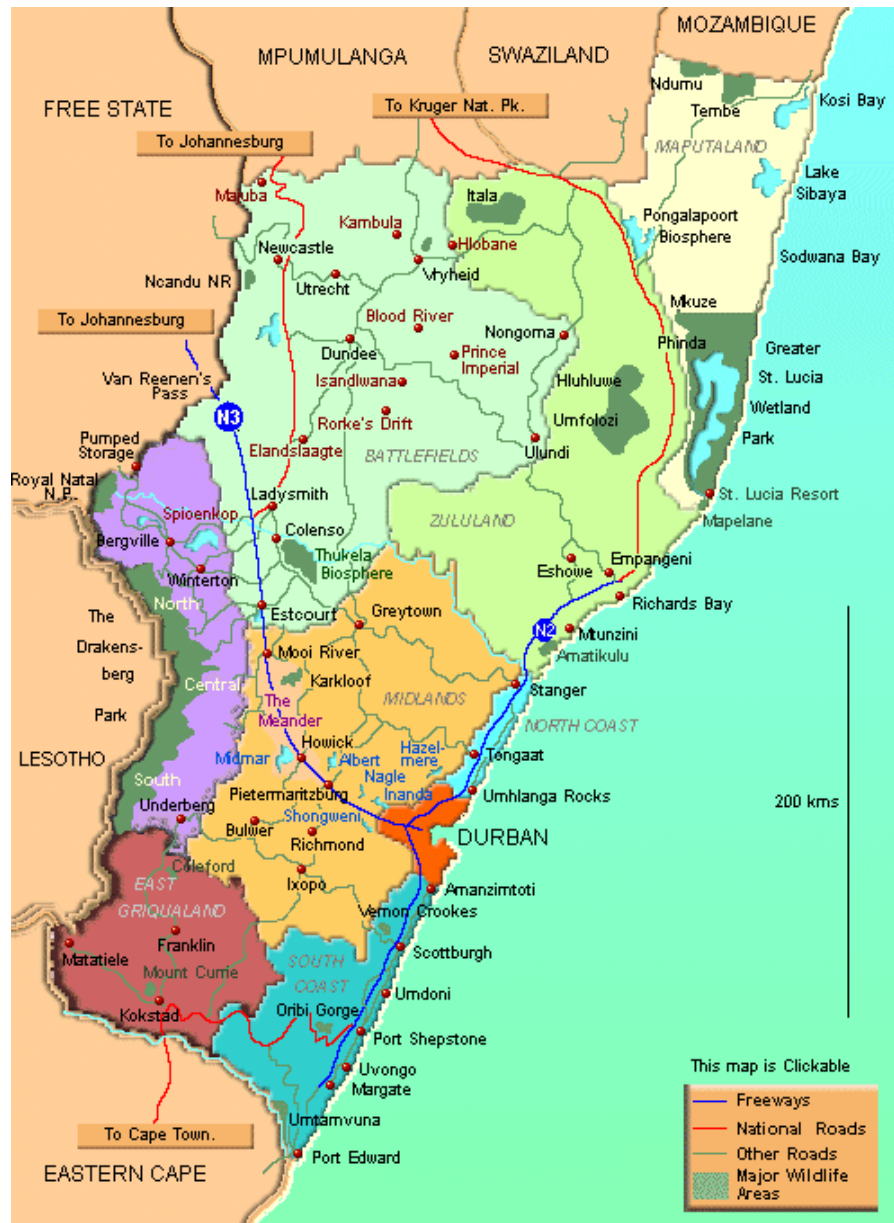 MOZAMBIQUE
MPUMULANGA
SWAZILAND
Ndumu
Tembe
Kosi Bay
FREE STATE
To Kruger Nat. Pk.
To Johannesburg
MAPUTALAND
Lake
Sibaya
Majuba
Itala
Kambula
Hlobane
Pongalapoort
Biosphere
Newcastle
Vryheid
Sodwana Bay
Ncandu NR
Utrecht
Mkuze
To Johannesburg
Blood River
Nongoma
Phinda
Dundee
Prince
Imperial
Greater
St. Lucia
Wetland
Park
Van Reenen's
Pass
Isandlwana
Hluhluwe
N3
Rorke's Drift
Umfolozi
Pumped
Storage
Elandslaagte
BATTLEFIELDS
Ulundi
Royal Natal
N.P.
Ladysmith
St. Lucia Resort
Mapelane
Spioenkop
ZULULAND
Bergville
Colenso
Thukela
Biosphere
Empangeni
Eshowe
Winterton
North
Estcourt
Greytown
Richards Bay
The
Drakens-
berg
Park
N2
Mtunzini
Amatikulu
Mooi River
Central
Karkloof
MIDLANDS
Stanger
The
Meander
NORTH COAST
LESOTHO
Howick
Hazel-
mere
Midmar
Albert
Tongaat
South
Nagle
Pietermaritzburg
Inanda
Umhlanga Rocks
200 kms
Underberg
Shongweni
Bulwer
Richmond
DURBAN
Coleford
Ixopo
EAST
GRIQUALAND
Amanzimtoti
Vernon Crookes
Franklin
Scottburgh
Matatiele
SOUTH
COAST
Mount Currie
Umdoni
Oribi Gorge
Kokstad
Port Shepstone
Uvongo
Margate
Umtamvuna
To Cape Town.
Port Edward
EASTERN CAPE
This map is Clickable
Freeways
National Roads
Other Roads
Major Wildlife
Areas